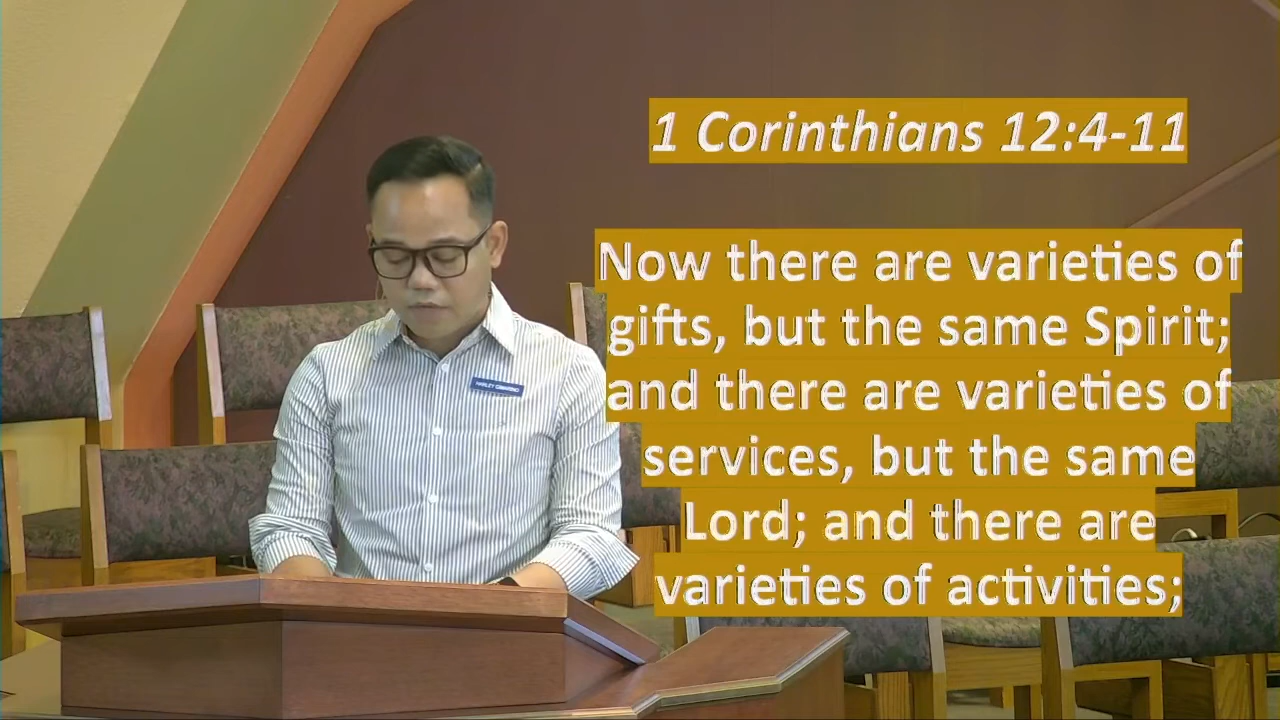 1 Corinthians 12:4-11
Now there are varieties of
gifts, but the same Spirit;
and there are varieties of
services, but the same
Lord; and there are
varieties of activities;
HARLEY